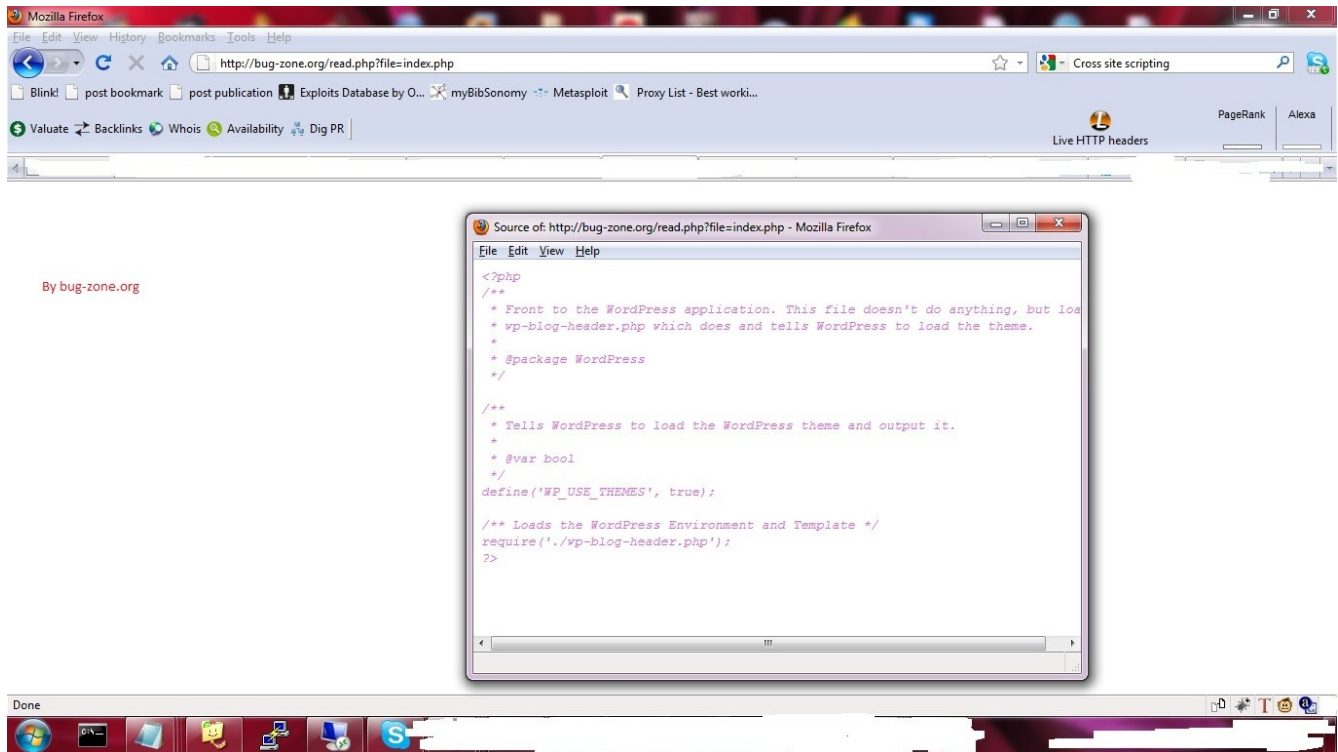 Mozilla Firefox
File Edit View History Bookmarks Tools Help
http://bug-zone.org/read.php?file=index.php
Cross site scripting
Blink! post bookmark post publication Exploits Database by O... myBibSonomy Metasploit Proxy List - Best worki...
Valuate Backlinks Whois Availability Dig PR
Live HTTP headers
PageRank Alexa
Source of: http://bug-zone.org/read.php?file=index.php - Mozilla Firefox
File Edit View Help
By bug-zone.org
<?php
/**
* Front to the WordPress application. This file doesn't do anything, but loa
* wp-blog-header.php which does and tells WordPress to load the theme.
*
* @package WordPress
*/
/**
* Tells WordPress to load the WordPress theme and output it.
*
* @var bool
*/
define('WP_USE_THEMES', true);
/** Loads the WordPress Environment and Template */
require('./wp-blog-header.php');
?>
Done